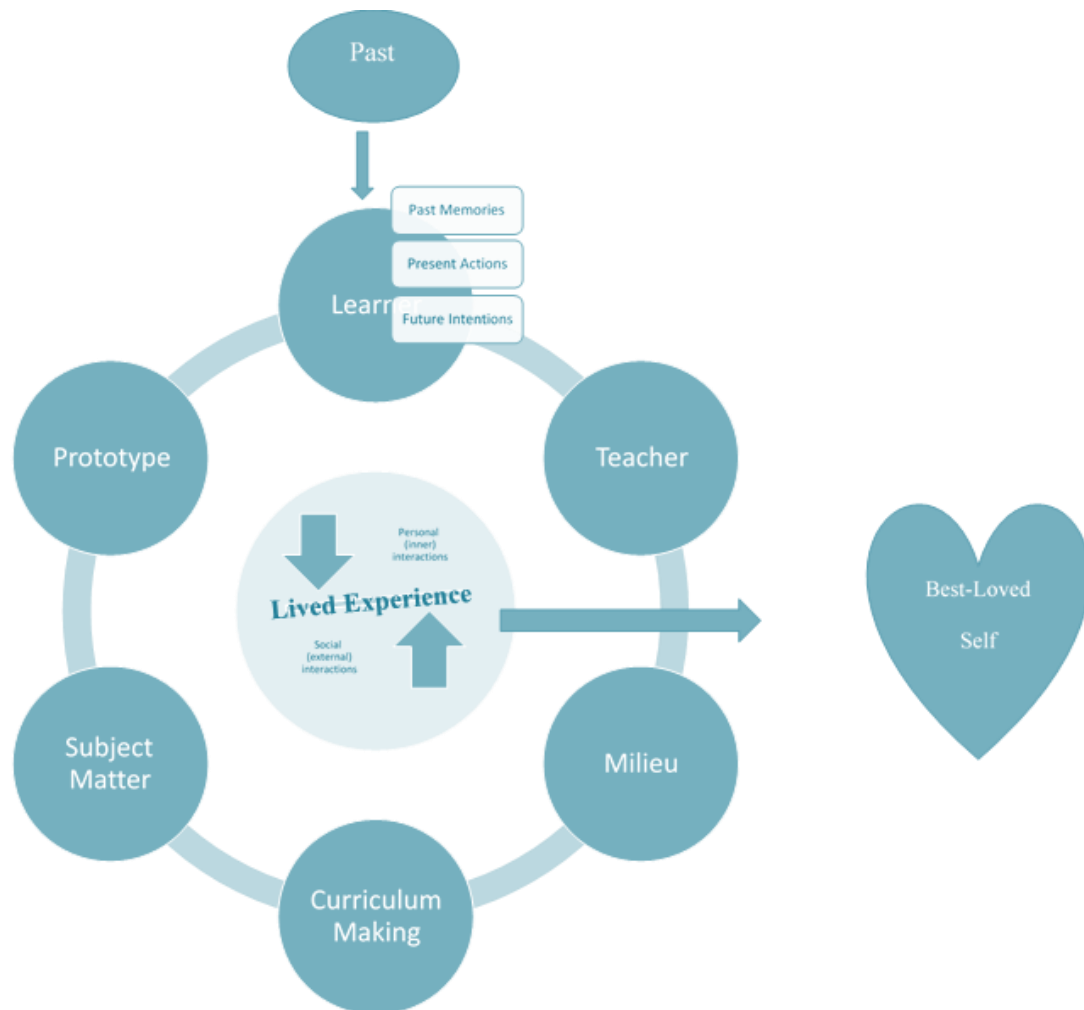 Past
Past Memories
Present Actions
Learner
Future Intentions
Prototype
Teacher
Personal
(inner)
interactions
Lived Experience
Social
(external)
interactions
Best-Loved
Self
Subject
Matter
Milieu
Curriculum
Making